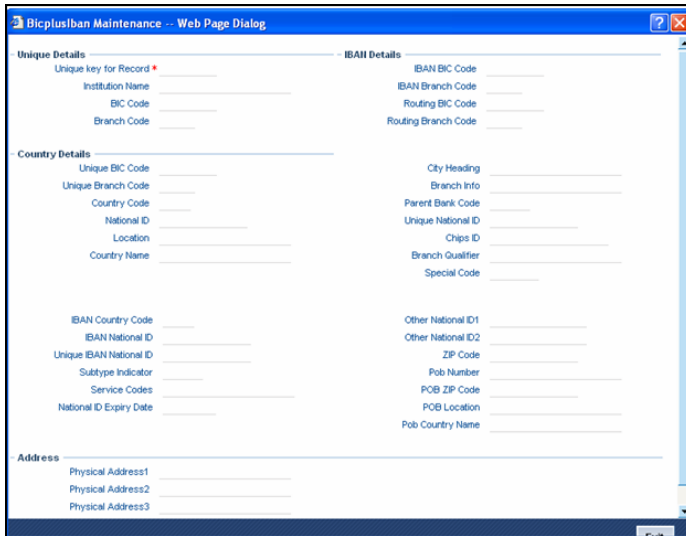 BicplusIban Maintenance -- Web Page Dialog
Unique Details
Unique key for Record *
Institution Name
BIC Code
Branch Code
IBAN Details
IBAN BIC Code
IBAN Branch Code
Routing BIC Code
Routing Branch Code
Country Details
Unique BIC Code
Unique Branch Code
Country Code
National ID
Location
Country Name
City Heading
Branch Info
Parent Bank Code
Unique National ID
Chips ID
Branch Qualifier
Special Code
IBAN Country Code
IBAN National ID
Unique IBAN National ID
Subtype Indicator
Service Codes
National ID Expiry Date
Other National ID1
Other National ID2
ZIP Code
Pob Number
POB ZIP Code
POB Location
Pob Country Name
Address
Physical Address1
Physical Address2
Physical Address3
Exit